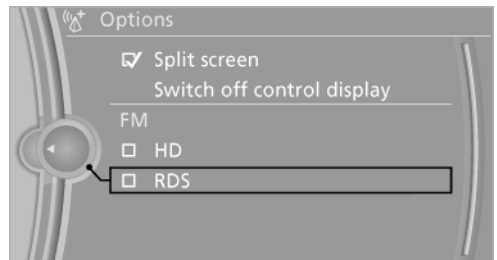 Options
Split screen
Switch off control display
FM
HD
RDS